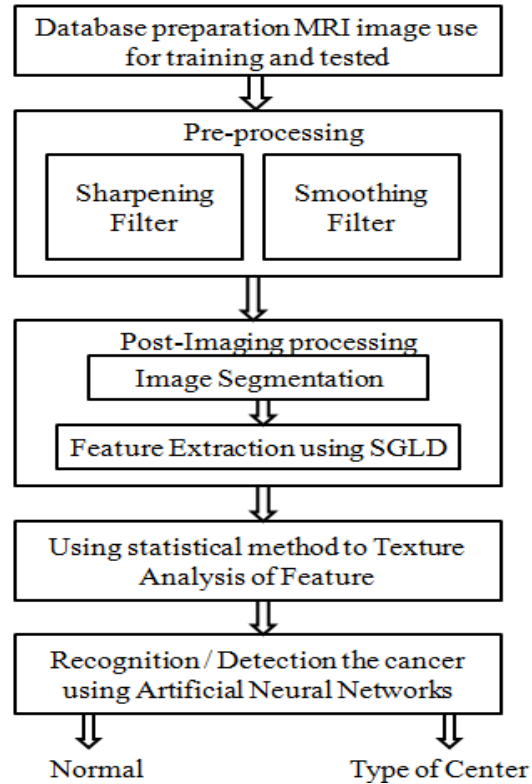 Database preparation MRI image use
for training and tested
Pre-processing
Sharpening
Filter
Smoothing
Filter
Post-Imaging processing
Image Segmentation
Feature Extraction using SGLD
Using statistical method to Texture
Analysis of Feature
Recognition / Detection the cancer
using Artificial Neural Networks
Normal
Type of Center